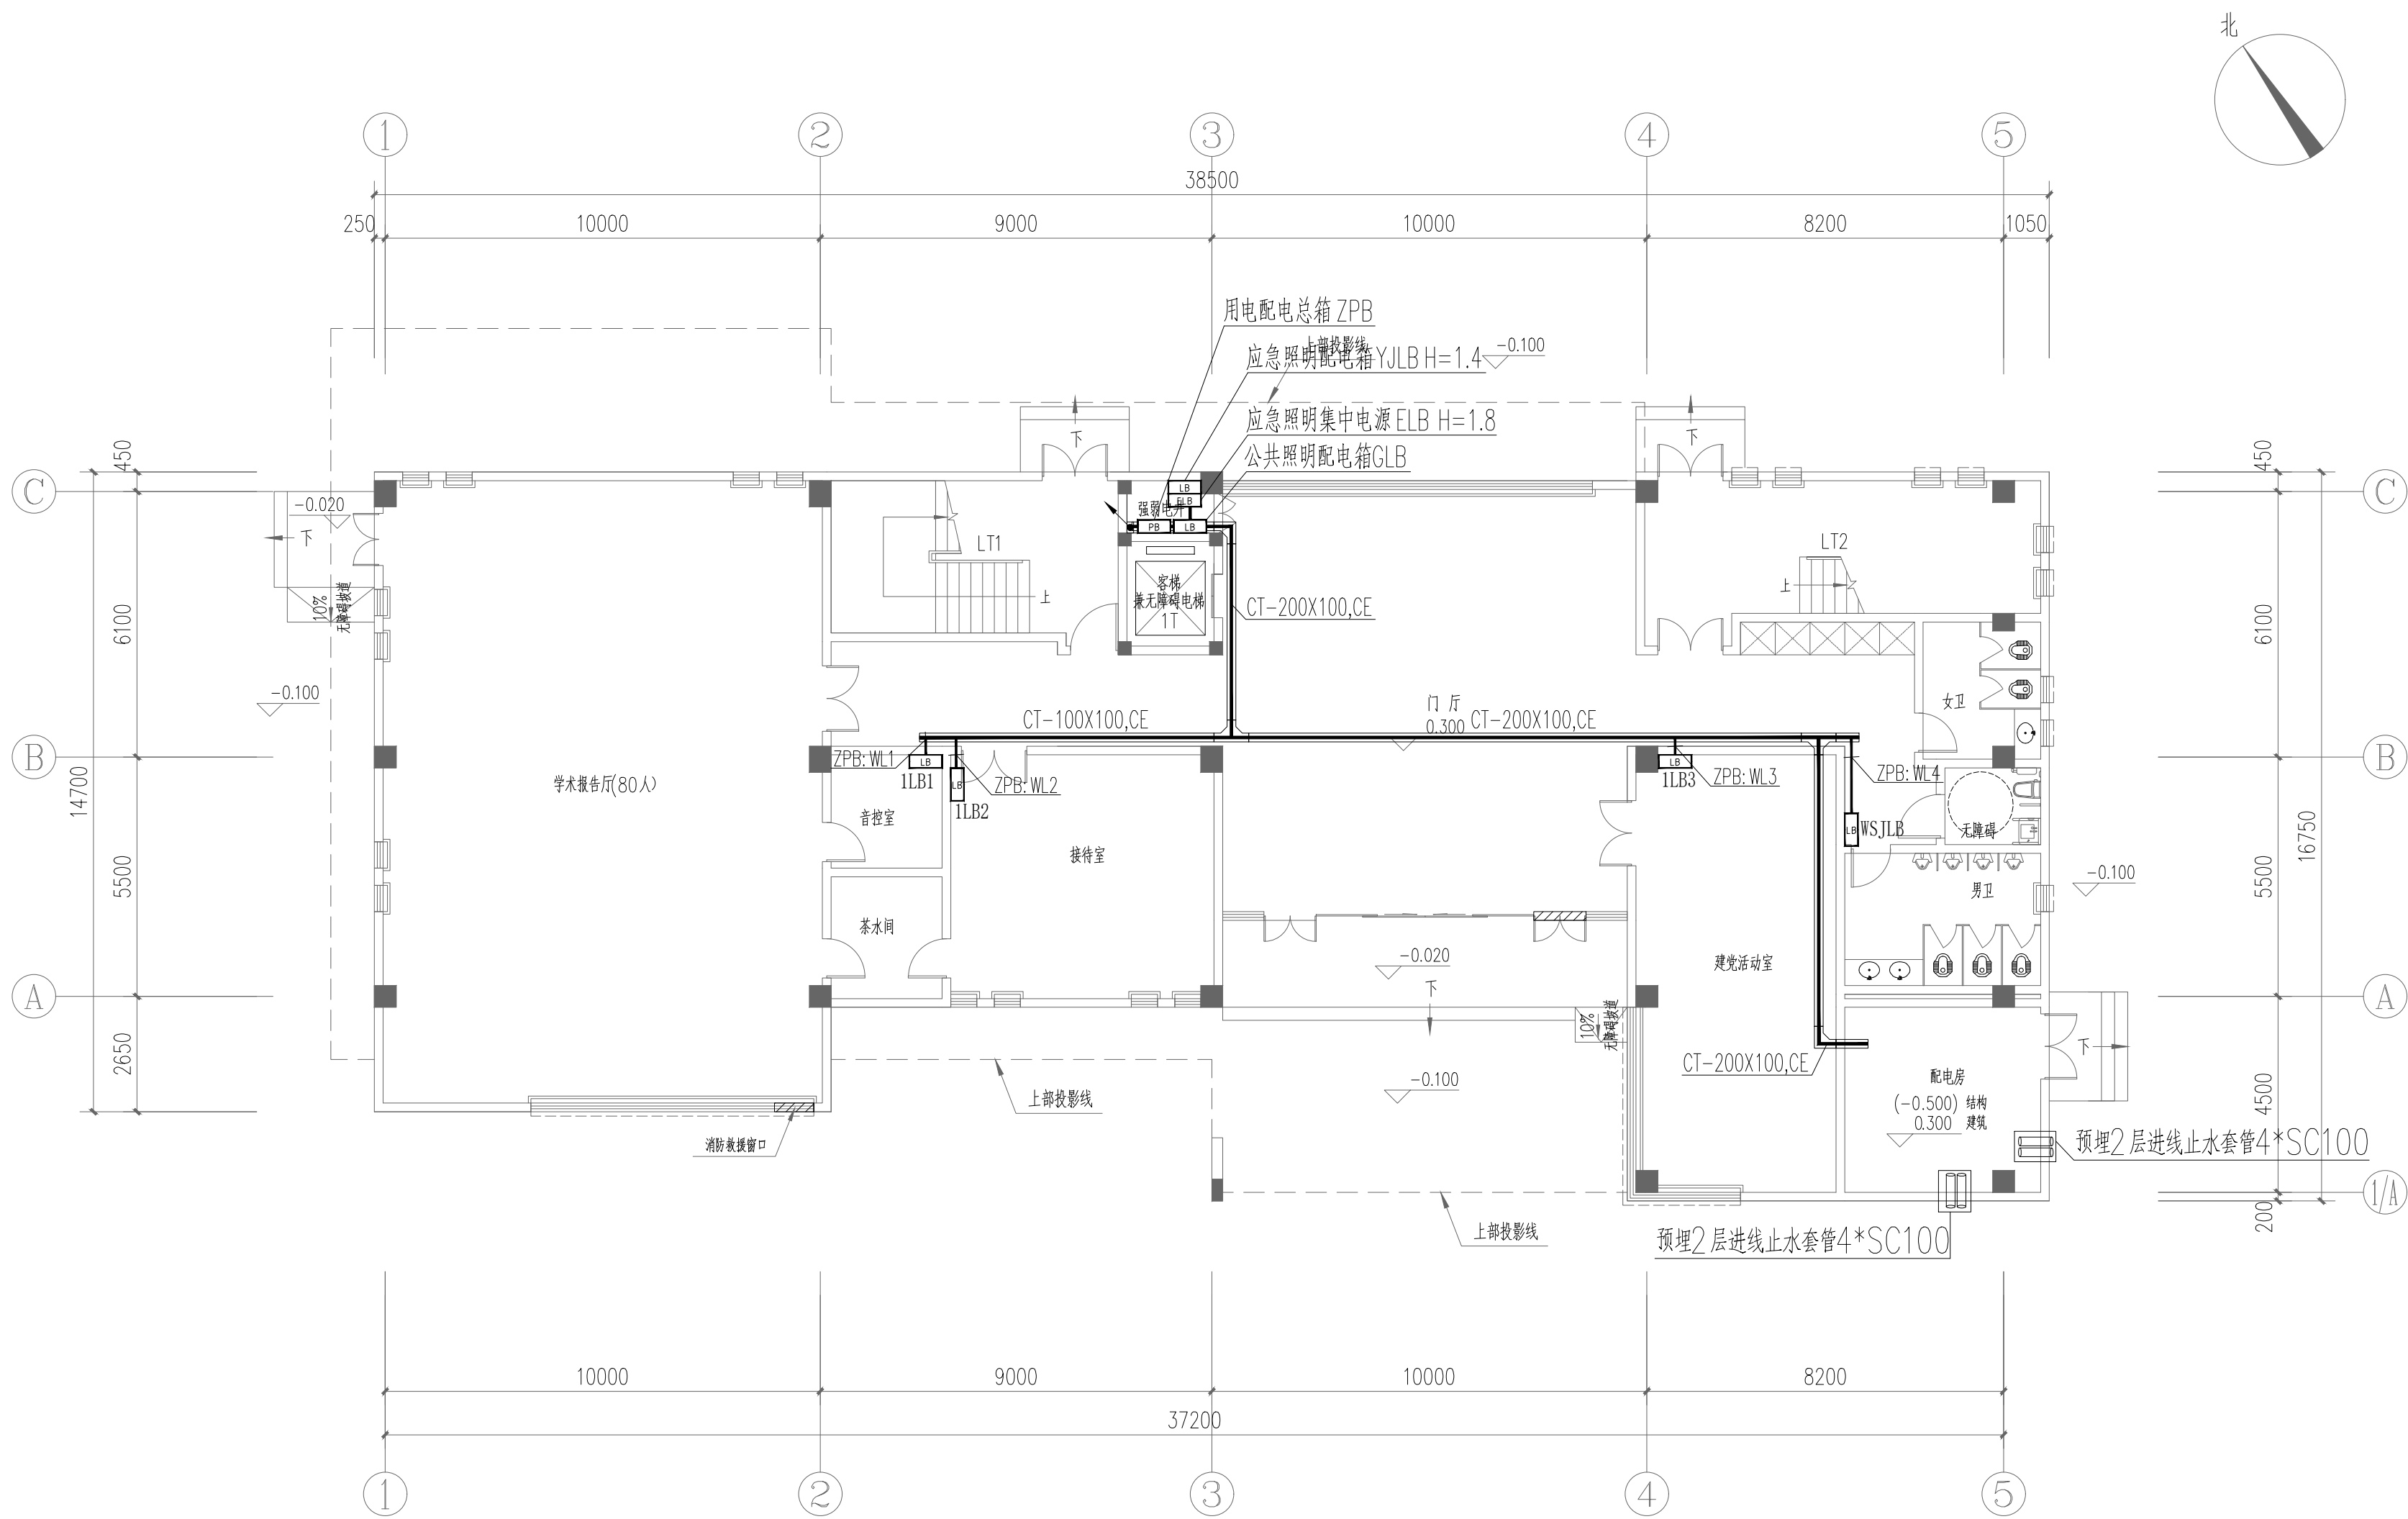 北
1
2
3
4
5
38500
250
10000
9000
10000
8200
1050
用电配电总箱 ZPB
上部投影线
应急照明配电箱YJLB H=1.4
-0.100
应急照明集中电源 ELB H=1.8
公共照明配电箱GLB
下
下
C
450
450
C
-0.020
下
10%
无障碍坡道
LB
ELB
强弱电井
PB
LB
LT1
上
客梯
兼无障碍电梯
1T
CT-200X100,CE
LT2
上
6100
6100
-0.100
CT-100X100,CE
门 厅
0.300
CT-200X100,CE
女卫
B
14700
ZPB: WL1
LB
1LB1
LB
1LB2
ZPB: WL2
LB
1LB3
ZPB: WL3
ZPB: WL4
LB
WSJLB
无障碍
B
16750
学术报告厅(80人)
音控室
接待室
5500
5500
-0.100
男卫
茶水间
建党活动室
-0.020
下
10%
无障碍坡道
A
A
2650
CT-200X100,CE
下
-0.100
配电房
(-0.500) 结构
0.300 建筑
4500
上部投影线
消防救援窗口
预埋2层进线止水套管4*SC100
1/A
200
上部投影线
预埋2层进线止水套管4*SC100
10000
9000
10000
8200
37200
1
2
3
4
5